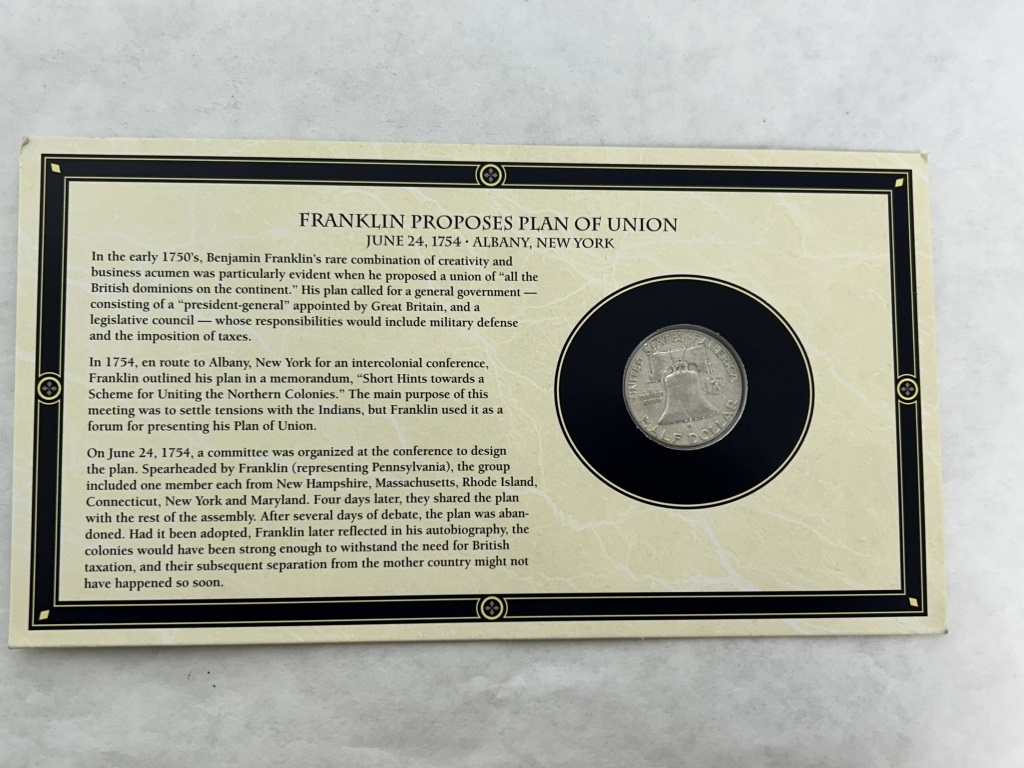 FRANKLIN PROPOSES PLAN OF UNION
JUNE 24, 1754 · ALBANY, NEW YORK
In the early 1750's, Benjamin Franklin's rare combination of creativity and
business acumen was particularly evident when he proposed a union of "all the
British dominions on the continent." His plan called for a general government —
consisting of a "president-general" appointed by Great Britain, and a
legislative council — whose responsibilities would include military defense
and the imposition of taxes.
In 1754, en route to Albany, New York for an intercolonial conference,
Franklin outlined his plan in a memorandum, "Short Hints towards a
Scheme for Uniting the Northern Colonies." The main purpose of this
meeting was to settle tensions with the Indians, but Franklin used it as a
forum for presenting his Plan of Union.
On June 24, 1754, a committee was organized at the conference to design
the plan. Spearheaded by Franklin (representing Pennsylvania), the group
included one member each from New Hampshire, Massachusetts, Rhode Island,
Connecticut, New York and Maryland. Four days later, they shared the plan
with the rest of the assembly. After several days of debate, the plan was aban-
doned. Had it been adopted, Franklin later reflected in his autobiography, the
colonies would have been strong enough to withstand the need for British
taxation, and their subsequent separation from the mother country might not
have happened so soon.
UNITED STATES OF AMERICA
HALF DOLLAR